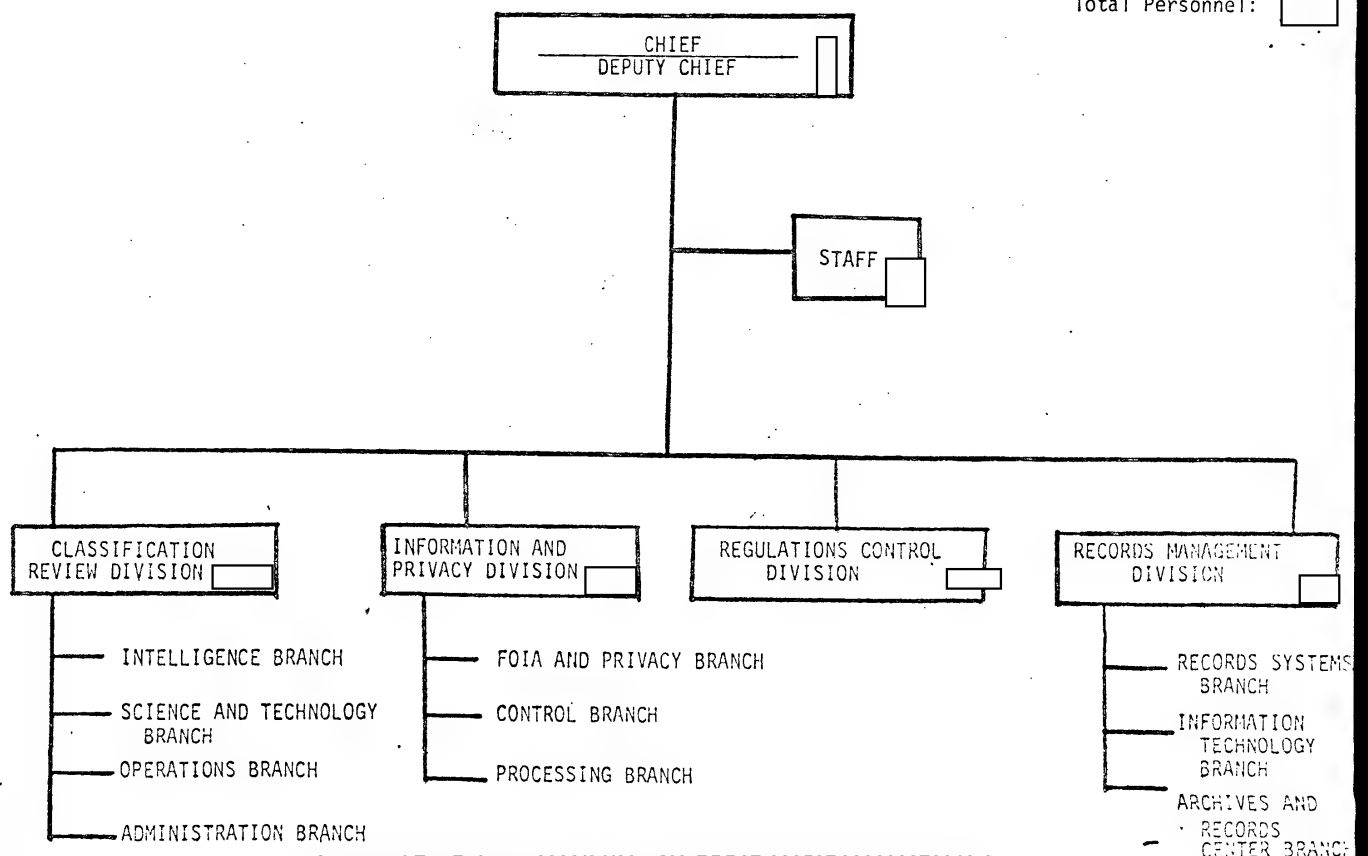 Total Personnel:
CHIEF
DEPUTY CHIEF
STAFF
CLASSIFICATION
REVIEW DIVISION
INFORMATION AND
PRIVACY DIVISION
REGULATIONS CONTROL
DIVISION
RECORDS MANAGEMENT
DIVISION
INTELLIGENCE BRANCH
SCIENCE AND TECHNOLOGY
BRANCH
OPERATIONS BRANCH
ADMINISTRATION BRANCH
FOIA AND PRIVACY BRANCH
CONTROL BRANCH
PROCESSING BRANCH
RECORDS SYSTEMS
BRANCH
INFORMATION
TECHNOLOGY
BRANCH
ARCHIVES AND
RECORDS
CENTER BRANCH